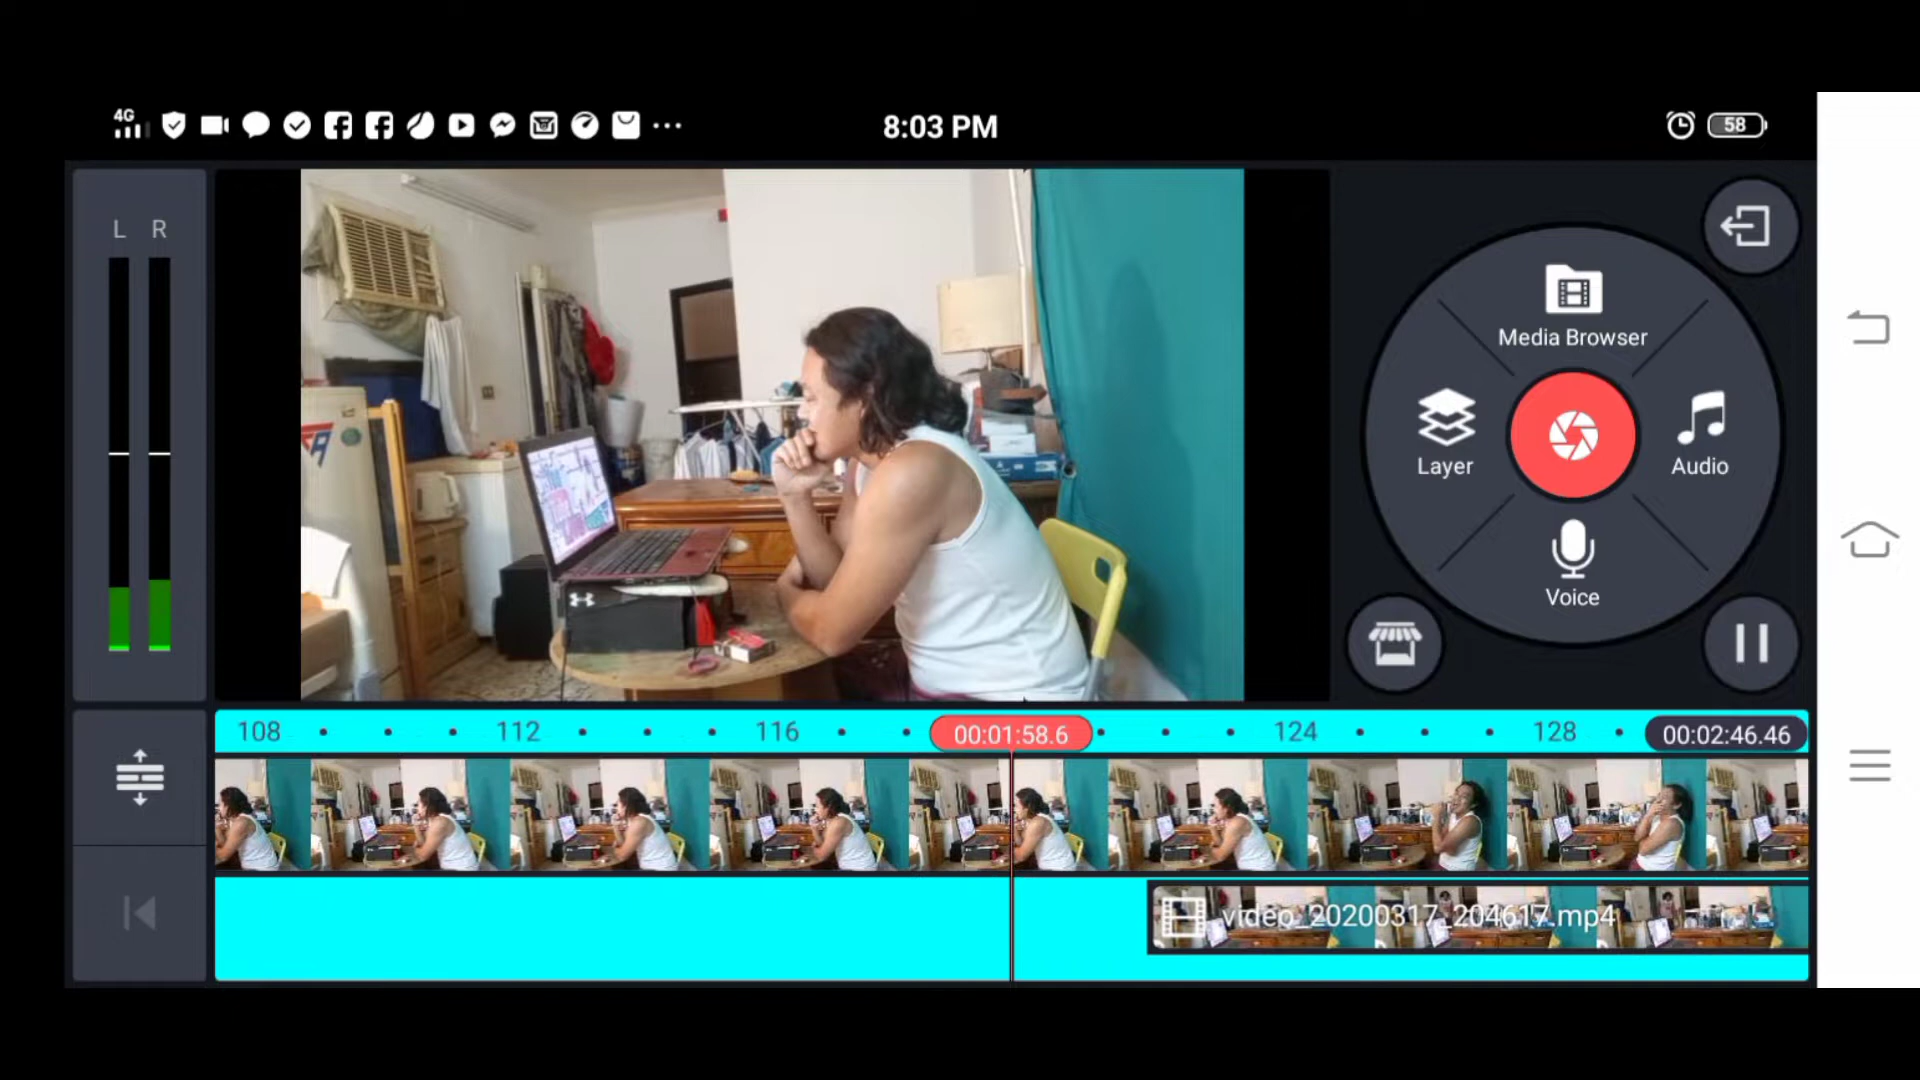 4G
8:03 PM
58
L R
Media Browser
Layer
Audio
Voice
108 112 116 00:01:58.6 124 128 00:02:46.46
video_20200317_204617.mp4